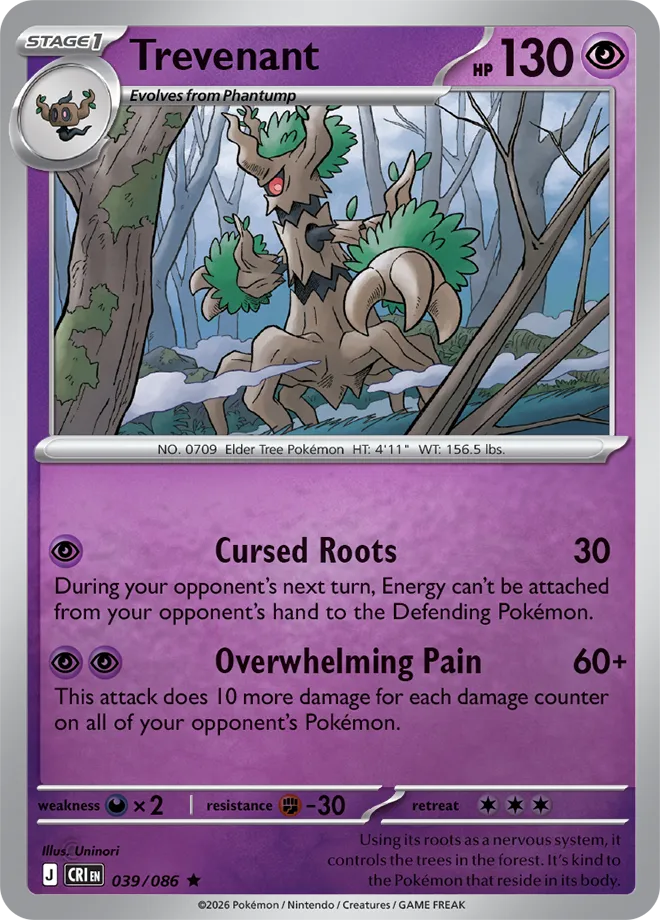 STAGE1
Trevenant
HP 130
Evolves from Phantump
NO. 0709 Elder Tree Pokémon HT: 4'11" WT: 156.5 lbs.
Cursed Roots 30
During your opponent's next turn, Energy can't be attached
from your opponent's hand to the Defending Pokémon.
Overwhelming Pain 60+
This attack does 10 more damage for each damage counter
on all of your opponent's Pokémon.
weakness ×2 resistance -30 retreat
Illus. Uninori
Using its roots as a nervous system, it
controls the trees in the forest. It's kind to
the Pokémon that reside in its body.
J CRI EN 039/086 ★
©2026 Pokémon / Nintendo / Creatures / GAME FREAK